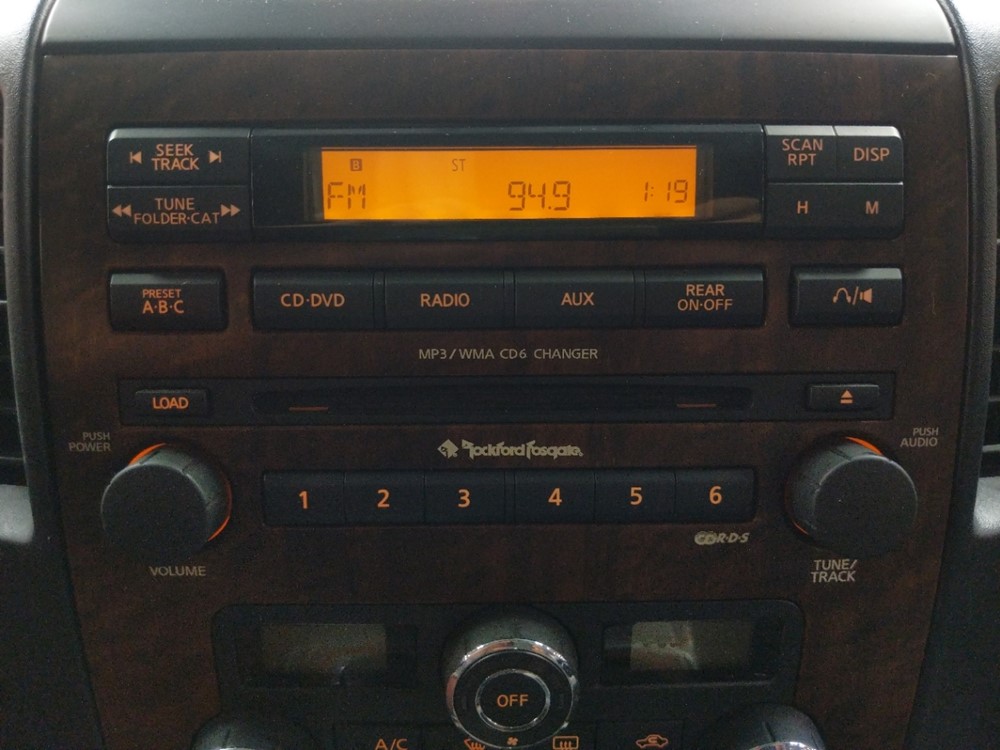 SEEK
TRACK
TUNE
FOLDER·CAT
B
ST
FM 94.9 1:19
SCAN
RPT
DISP
H
M
PRESET
A·B·C
CD·DVD
RADIO
AUX
REAR
ON·OFF
MP3/WMA CD6 CHANGER
LOAD
PUSH
POWER
Rockford Fosgate
PUSH
AUDIO
1 2 3 4 5 6
R·D·S
VOLUME
TUNE/
TRACK
OFF
A/C